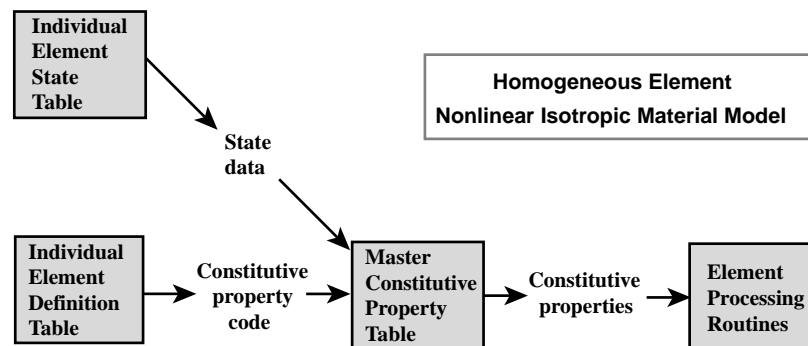 Individual
Element
State
Table
Homogeneous Element
Nonlinear Isotropic Material Model
State
data
Individual
Element
Definition
Table
Constitutive
property
code
Master
Constitutive
Property
Table
Constitutive
properties
Element
Processing
Routines